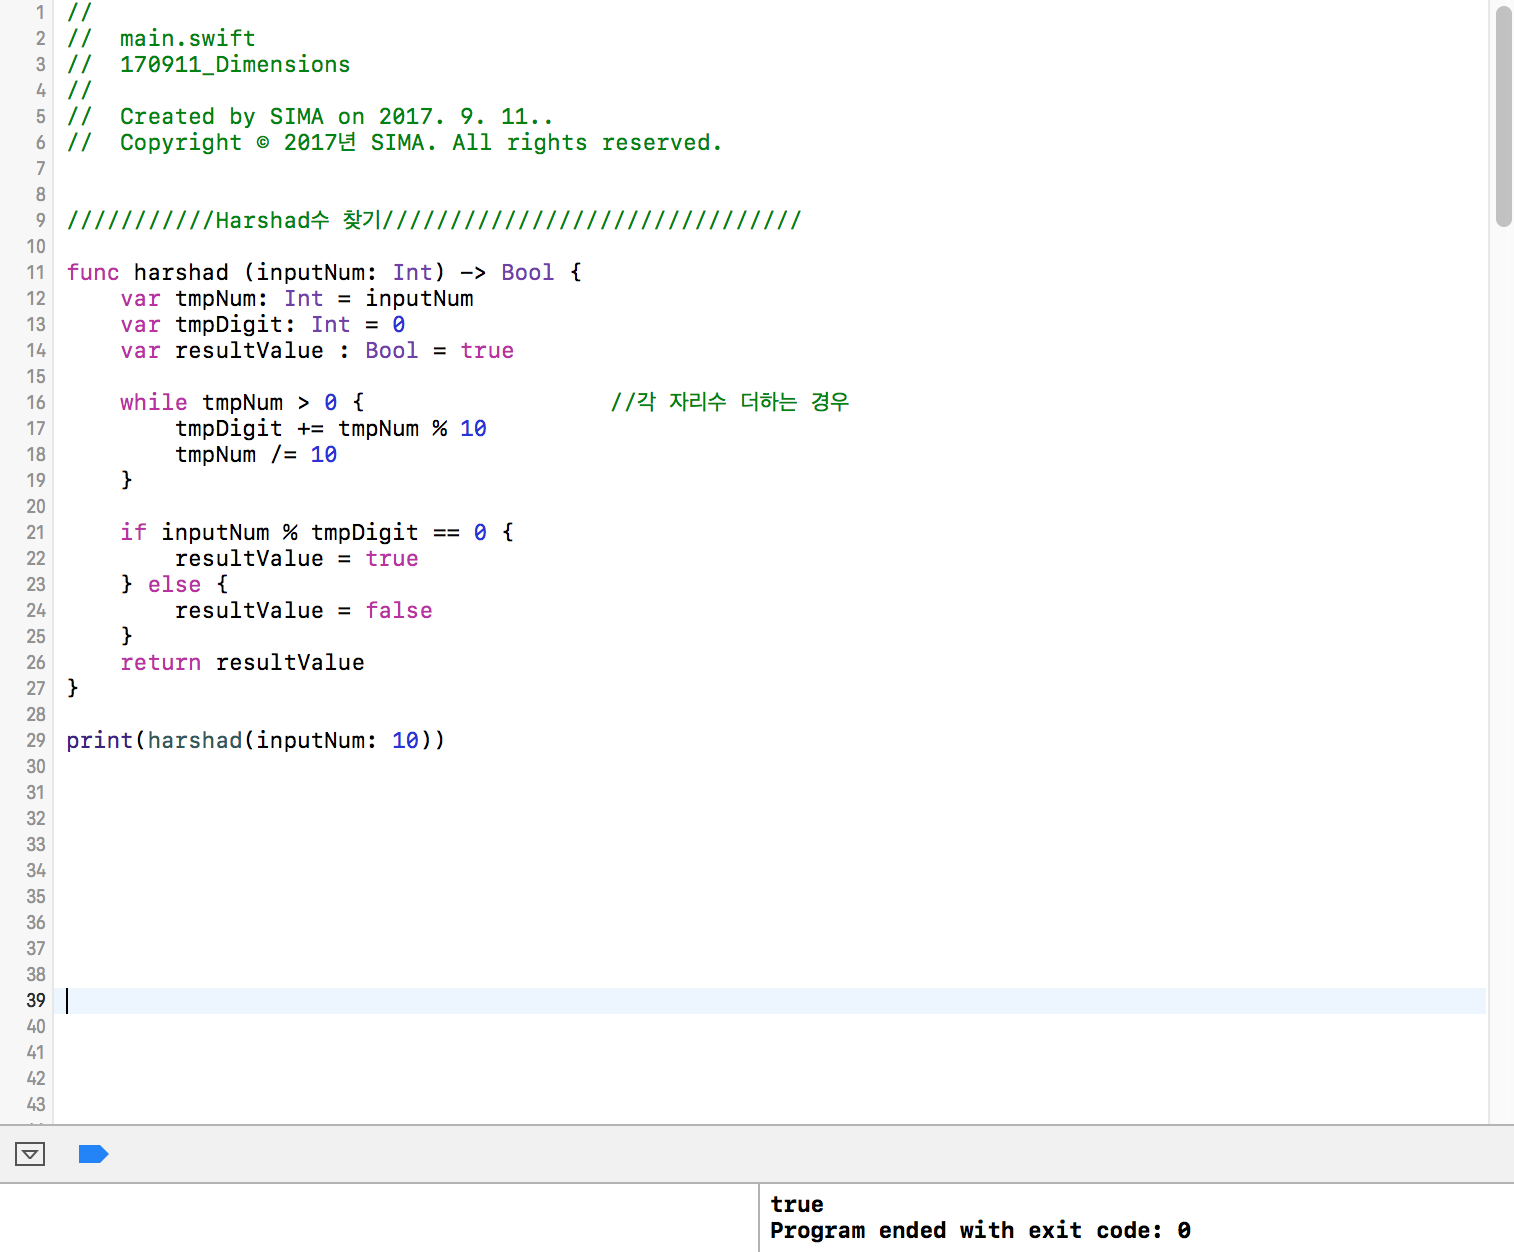 1 //
2 //  main.swift
3 //  170911_Dimensions
4 //
5 //  Created by SIMA on 2017. 9. 11..
6 //  Copyright © 2017년 SIMA. All rights reserved.
7
8
9 ///////////Harshad수 찾기///////////////////////////////
10
11 func harshad (inputNum: Int) -> Bool {
12     var tmpNum: Int = inputNum
13     var tmpDigit: Int = 0
14     var resultValue : Bool = true
15
16     while tmpNum > 0 {                  //각 자리수 더하는 경우
17         tmpDigit += tmpNum % 10
18         tmpNum /= 10
19     }
20
21     if inputNum % tmpDigit == 0 {
22         resultValue = true
23     } else {
24         resultValue = false
25     }
26     return resultValue
27 }
28
29 print(harshad(inputNum: 10))
30
31
32
33
34
35
36
37
38
39
40
41
42
43
true
Program ended with exit code: 0